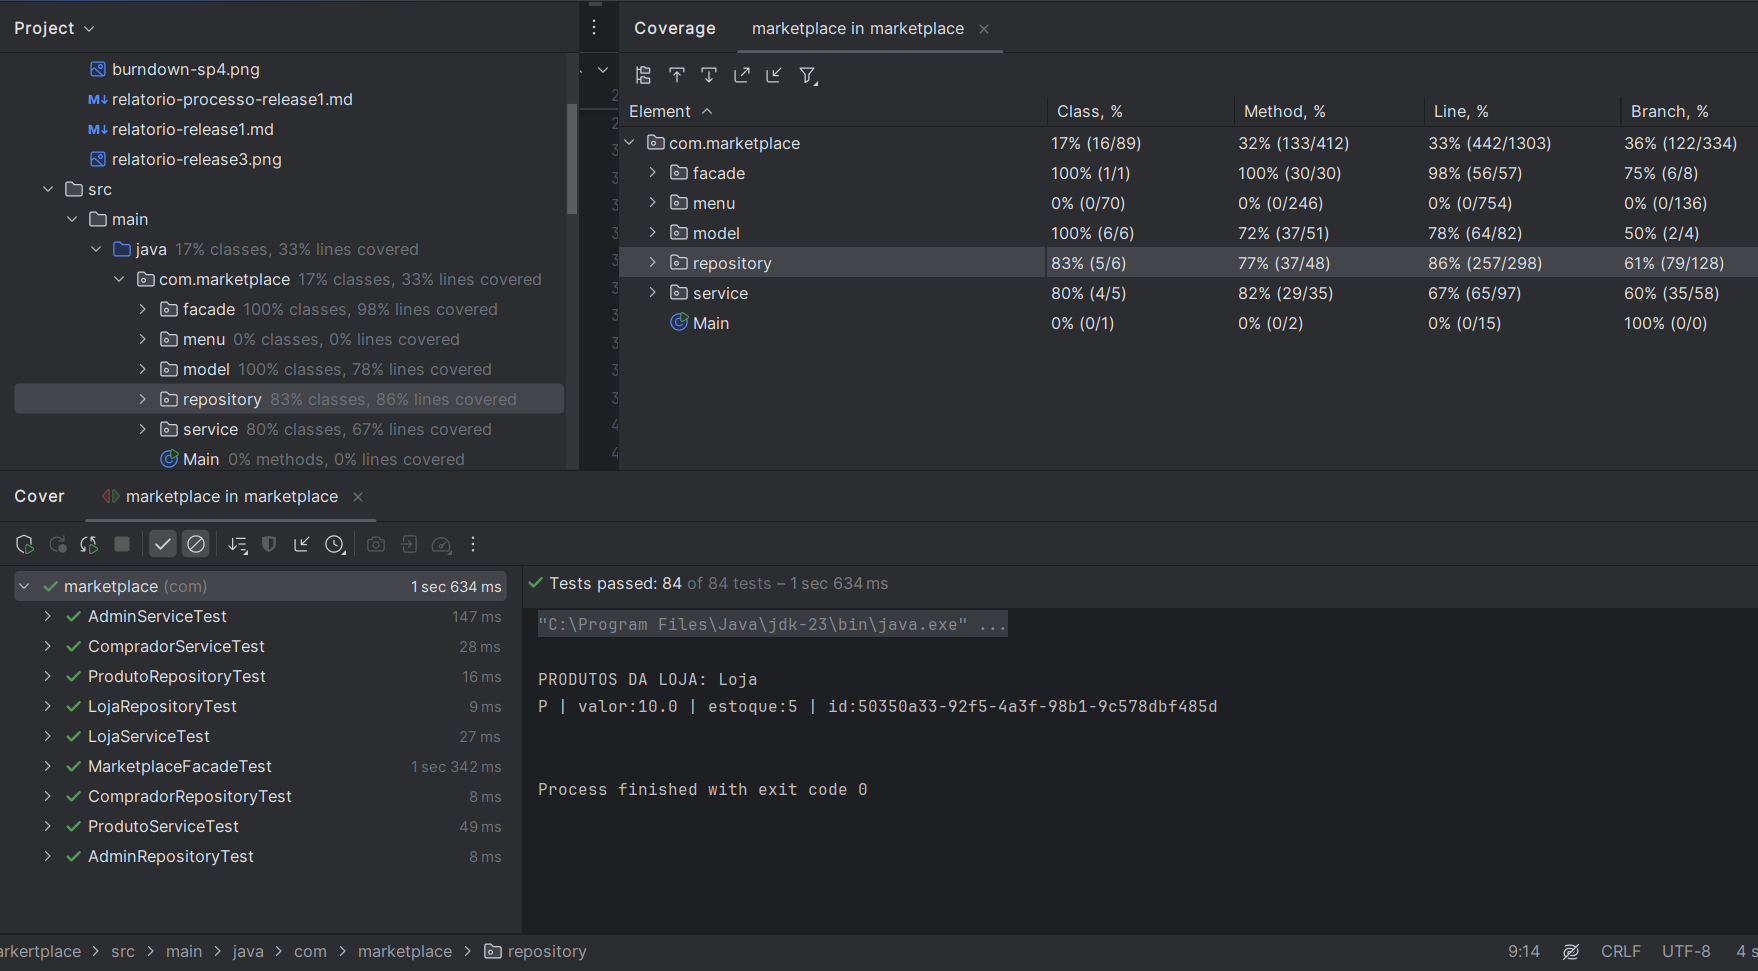 Project
burndown-sp4.png
M↓ relatorio-processo-release1.md
M↓ relatorio-release1.md
relatorio-release3.png
src
main
java 17% classes, 33% lines covered
com.marketplace 17% classes, 33% lines covered
facade 100% classes, 98% lines covered
menu 0% classes, 0% lines covered
model 100% classes, 78% lines covered
repository 83% classes, 86% lines covered
service 80% classes, 67% lines covered
Main 0% methods, 0% lines covered
Coverage marketplace in marketplace
Element Class, % Method, % Line, % Branch, %
com.marketplace 17% (16/89) 32% (133/412) 33% (442/1303) 36% (122/334)
facade 100% (1/1) 100% (30/30) 98% (56/57) 75% (6/8)
menu 0% (0/70) 0% (0/246) 0% (0/754) 0% (0/136)
model 100% (6/6) 72% (37/51) 78% (64/82) 50% (2/4)
repository 83% (5/6) 77% (37/48) 86% (257/298) 61% (79/128)
service 80% (4/5) 82% (29/35) 67% (65/97) 60% (35/58)
Main 0% (0/1) 0% (0/2) 0% (0/15) 100% (0/0)
Cover marketplace in marketplace
marketplace (com) 1 sec 634 ms
AdminServiceTest 147 ms
CompradorServiceTest 28 ms
ProdutoRepositoryTest 16 ms
LojaRepositoryTest 9 ms
LojaServiceTest 27 ms
MarketplaceFacadeTest 1 sec 342 ms
CompradorRepositoryTest 8 ms
ProdutoServiceTest 49 ms
AdminRepositoryTest 8 ms
Tests passed: 84 of 84 tests – 1 sec 634 ms
"C:\Program Files\Java\jdk-23\bin\java.exe" ...
PRODUTOS DA LOJA: Loja
P | valor:10.0 | estoque:5 | id:50350a33-92f5-4a3f-98b1-9c578dbf485d
Process finished with exit code 0
arkertplace > src > main > java > com > marketplace > repository
9:14 CRLF UTF-8 4 s